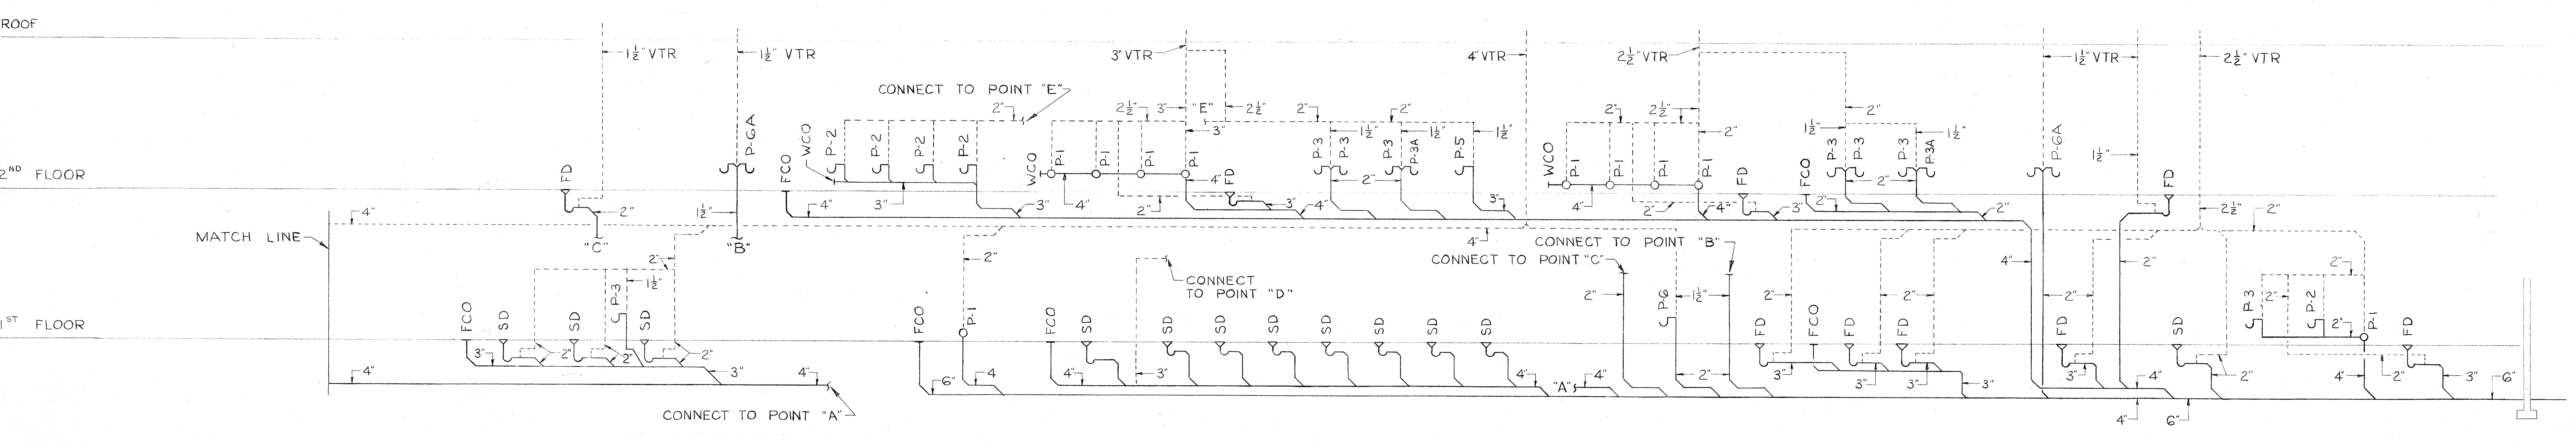 ROOF
1½" VTR
1½" VTR
3" VTR
4" VTR
2½" VTR
1½" VTR
2½" VTR
CONNECT TO POINT "E"
2"
2½"
3"
"E"
2½"
2"
2"
2"
2½"
2"
WCO
P-6A
P-2
P-2
P-2
P-2
WCO
P-1
P-1
P-1
P-1
3"
P-3
P-3
1½"
P-3
P-3A
1½"
P-5
1½"
WCO
P-1
P-1
P-1
P-1
2"
1½"
P-3
P-3
P-3
P-3A
1½"
P-6A
1½"
2ND FLOOR
FD
FCO
3"
4"
4"
FD
2"
4"
FD
FCO
2"
FD
2"
1½"
4"
3"
2"
3"
4"
3"
2"
4"
3"
2"
2"
2½"
2"
4"
MATCH LINE
"C"
"B"
4"
CONNECT TO POINT "B"
CONNECT TO POINT "C"
2"
2"
CONNECT
TO POINT "D"
4"
2"
1½"
P-3
2"
P-6
1½"
2"
2"
2"
2"
2"
P-3
P-2
1ST FLOOR
FCO
SD
SD
SD
FCO
P-1
FCO
SD
SD
SD
SD
SD
SD
SD
SD
FD
FCO
FD
FD
FD
SD
2"
P-1
FD
3"
2"
2"
2"
3"
4"
4"
6"
4
4"
3"
4"
"A"
4"
2"
3"
3"
3"
3"
3"
4"
2"
4"
2"
3"
6"
CONNECT TO POINT "A"
4"
6"